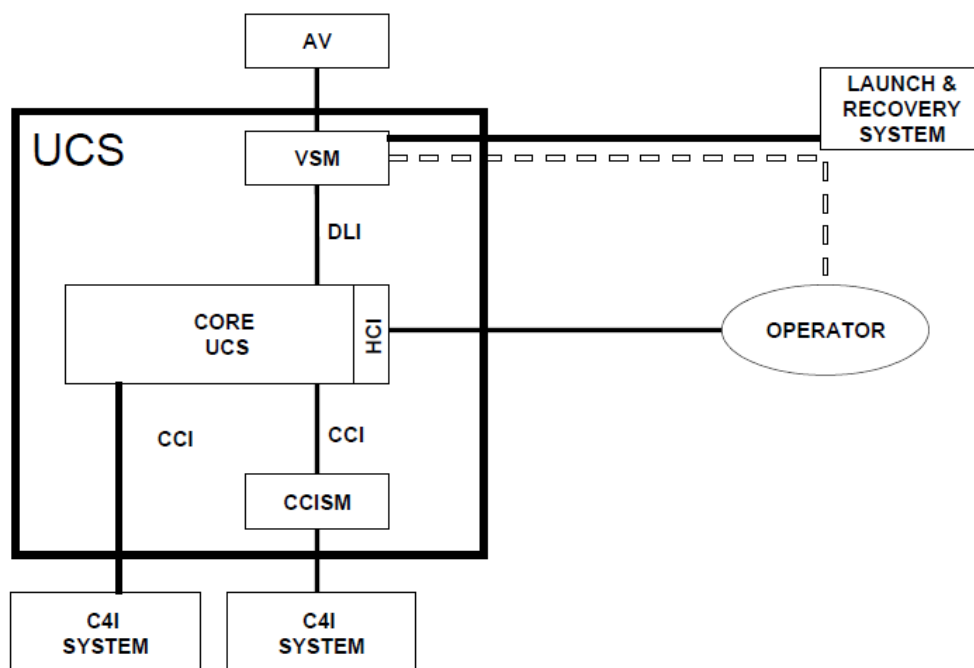 AV
LAUNCH &
RECOVERY
SYSTEM
UCS
VSM
DLI
CORE
UCS
HCI
OPERATOR
CCI
CCI
CCISM
C4I
SYSTEM
C4I
SYSTEM